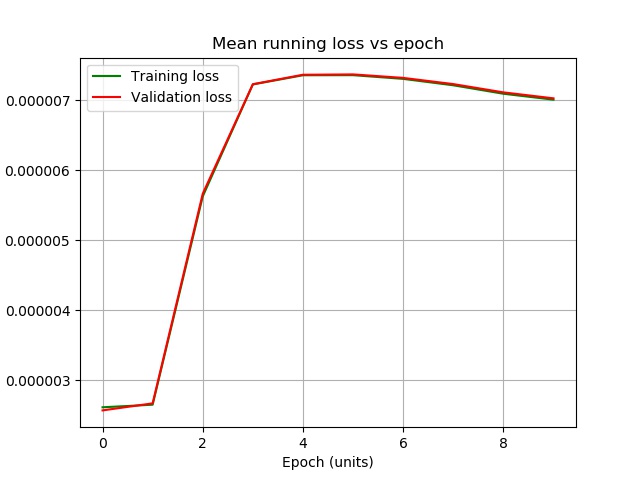 Mean running loss vs epoch
Training loss
Validation loss
0.000007
0.000006
0.000005
0.000004
0.000003
0 2 4 6 8
Epoch (units)